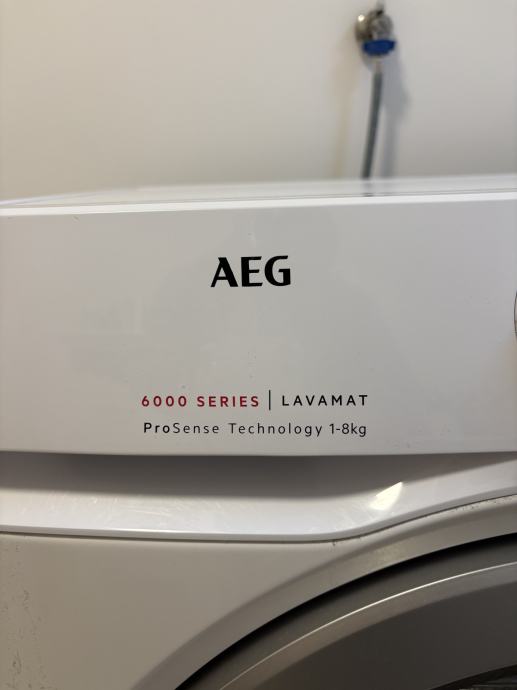 AEG
6000 SERIES | LAVAMAT
ProSense Technology 1-8kg